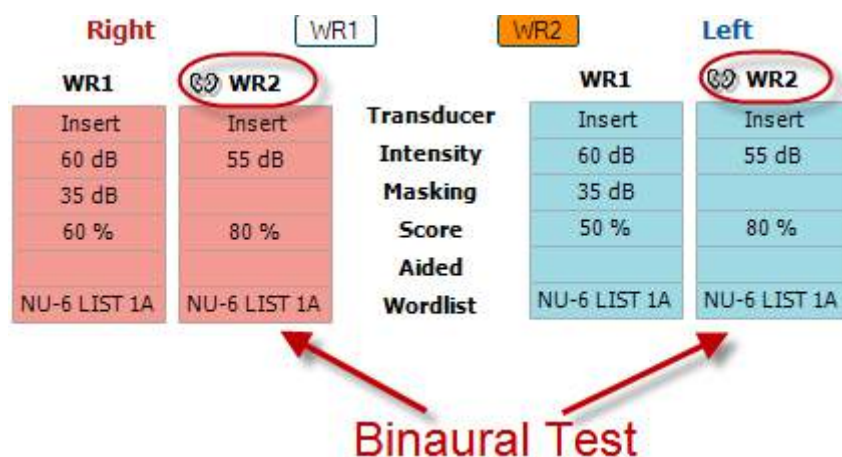 Right WR1 WR2 Left
WR1 WR2 WR1 WR2
Insert Insert Transducer Insert Insert
60 dB 55 dB Intensity 60 dB 55 dB
35 dB Masking 35 dB
60 % 80 % Score 50 % 80 %
Aided
NU-6 LIST 1A NU-6 LIST 1A Wordlist NU-6 LIST 1A NU-6 LIST 1A
Binaural Test